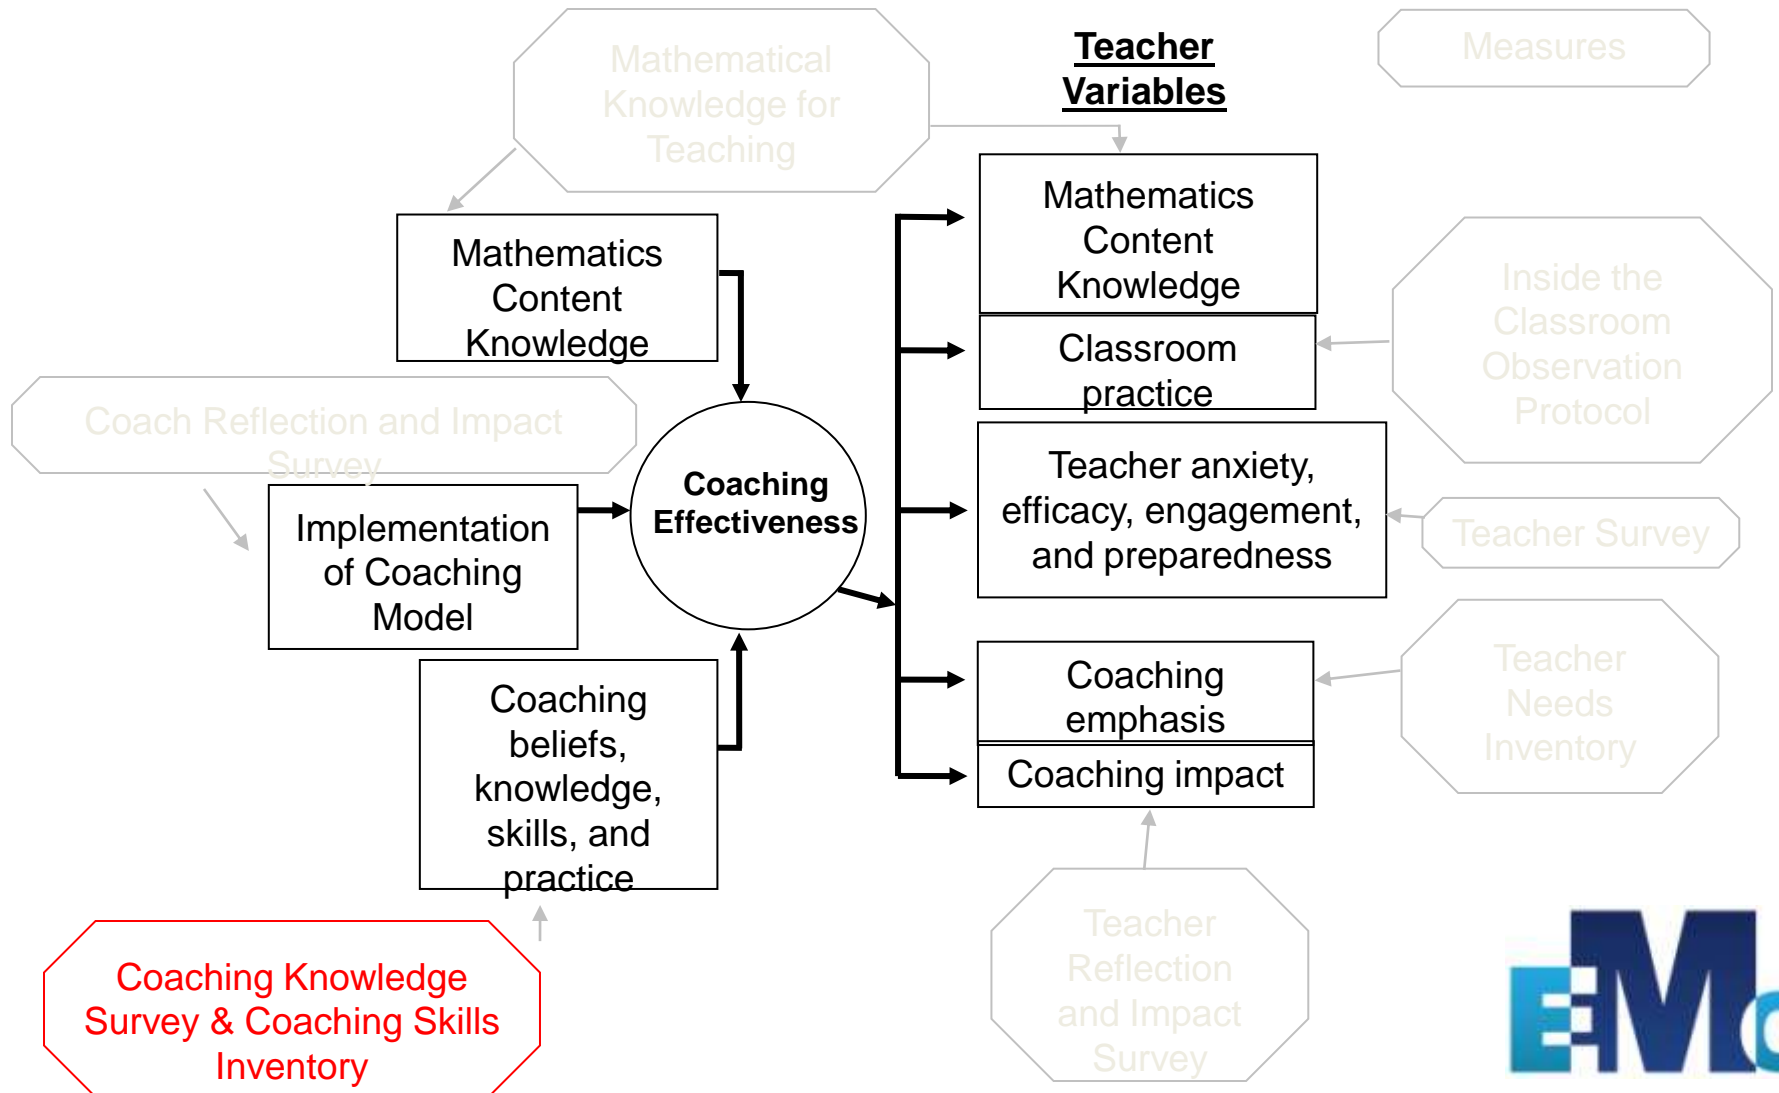 Mathematical
Knowledge for
Teaching
Teacher
Variables
Measures
Mathematics
Content
Knowledge
Mathematics
Content
Knowledge
Classroom
practice
Inside the
Classroom
Observation
Protocol
Coach Reflection and Impact
Survey
Implementation
of Coaching
Model
Coaching
Effectiveness
Teacher anxiety,
efficacy, engagement,
and preparedness
Teacher Survey
Coaching
beliefs,
knowledge,
skills, and
practice
Coaching
emphasis
Coaching impact
Teacher
Needs
Inventory
Coaching Knowledge
Survey & Coaching Skills
Inventory
Teacher
Reflection
and Impact
Survey
EMC